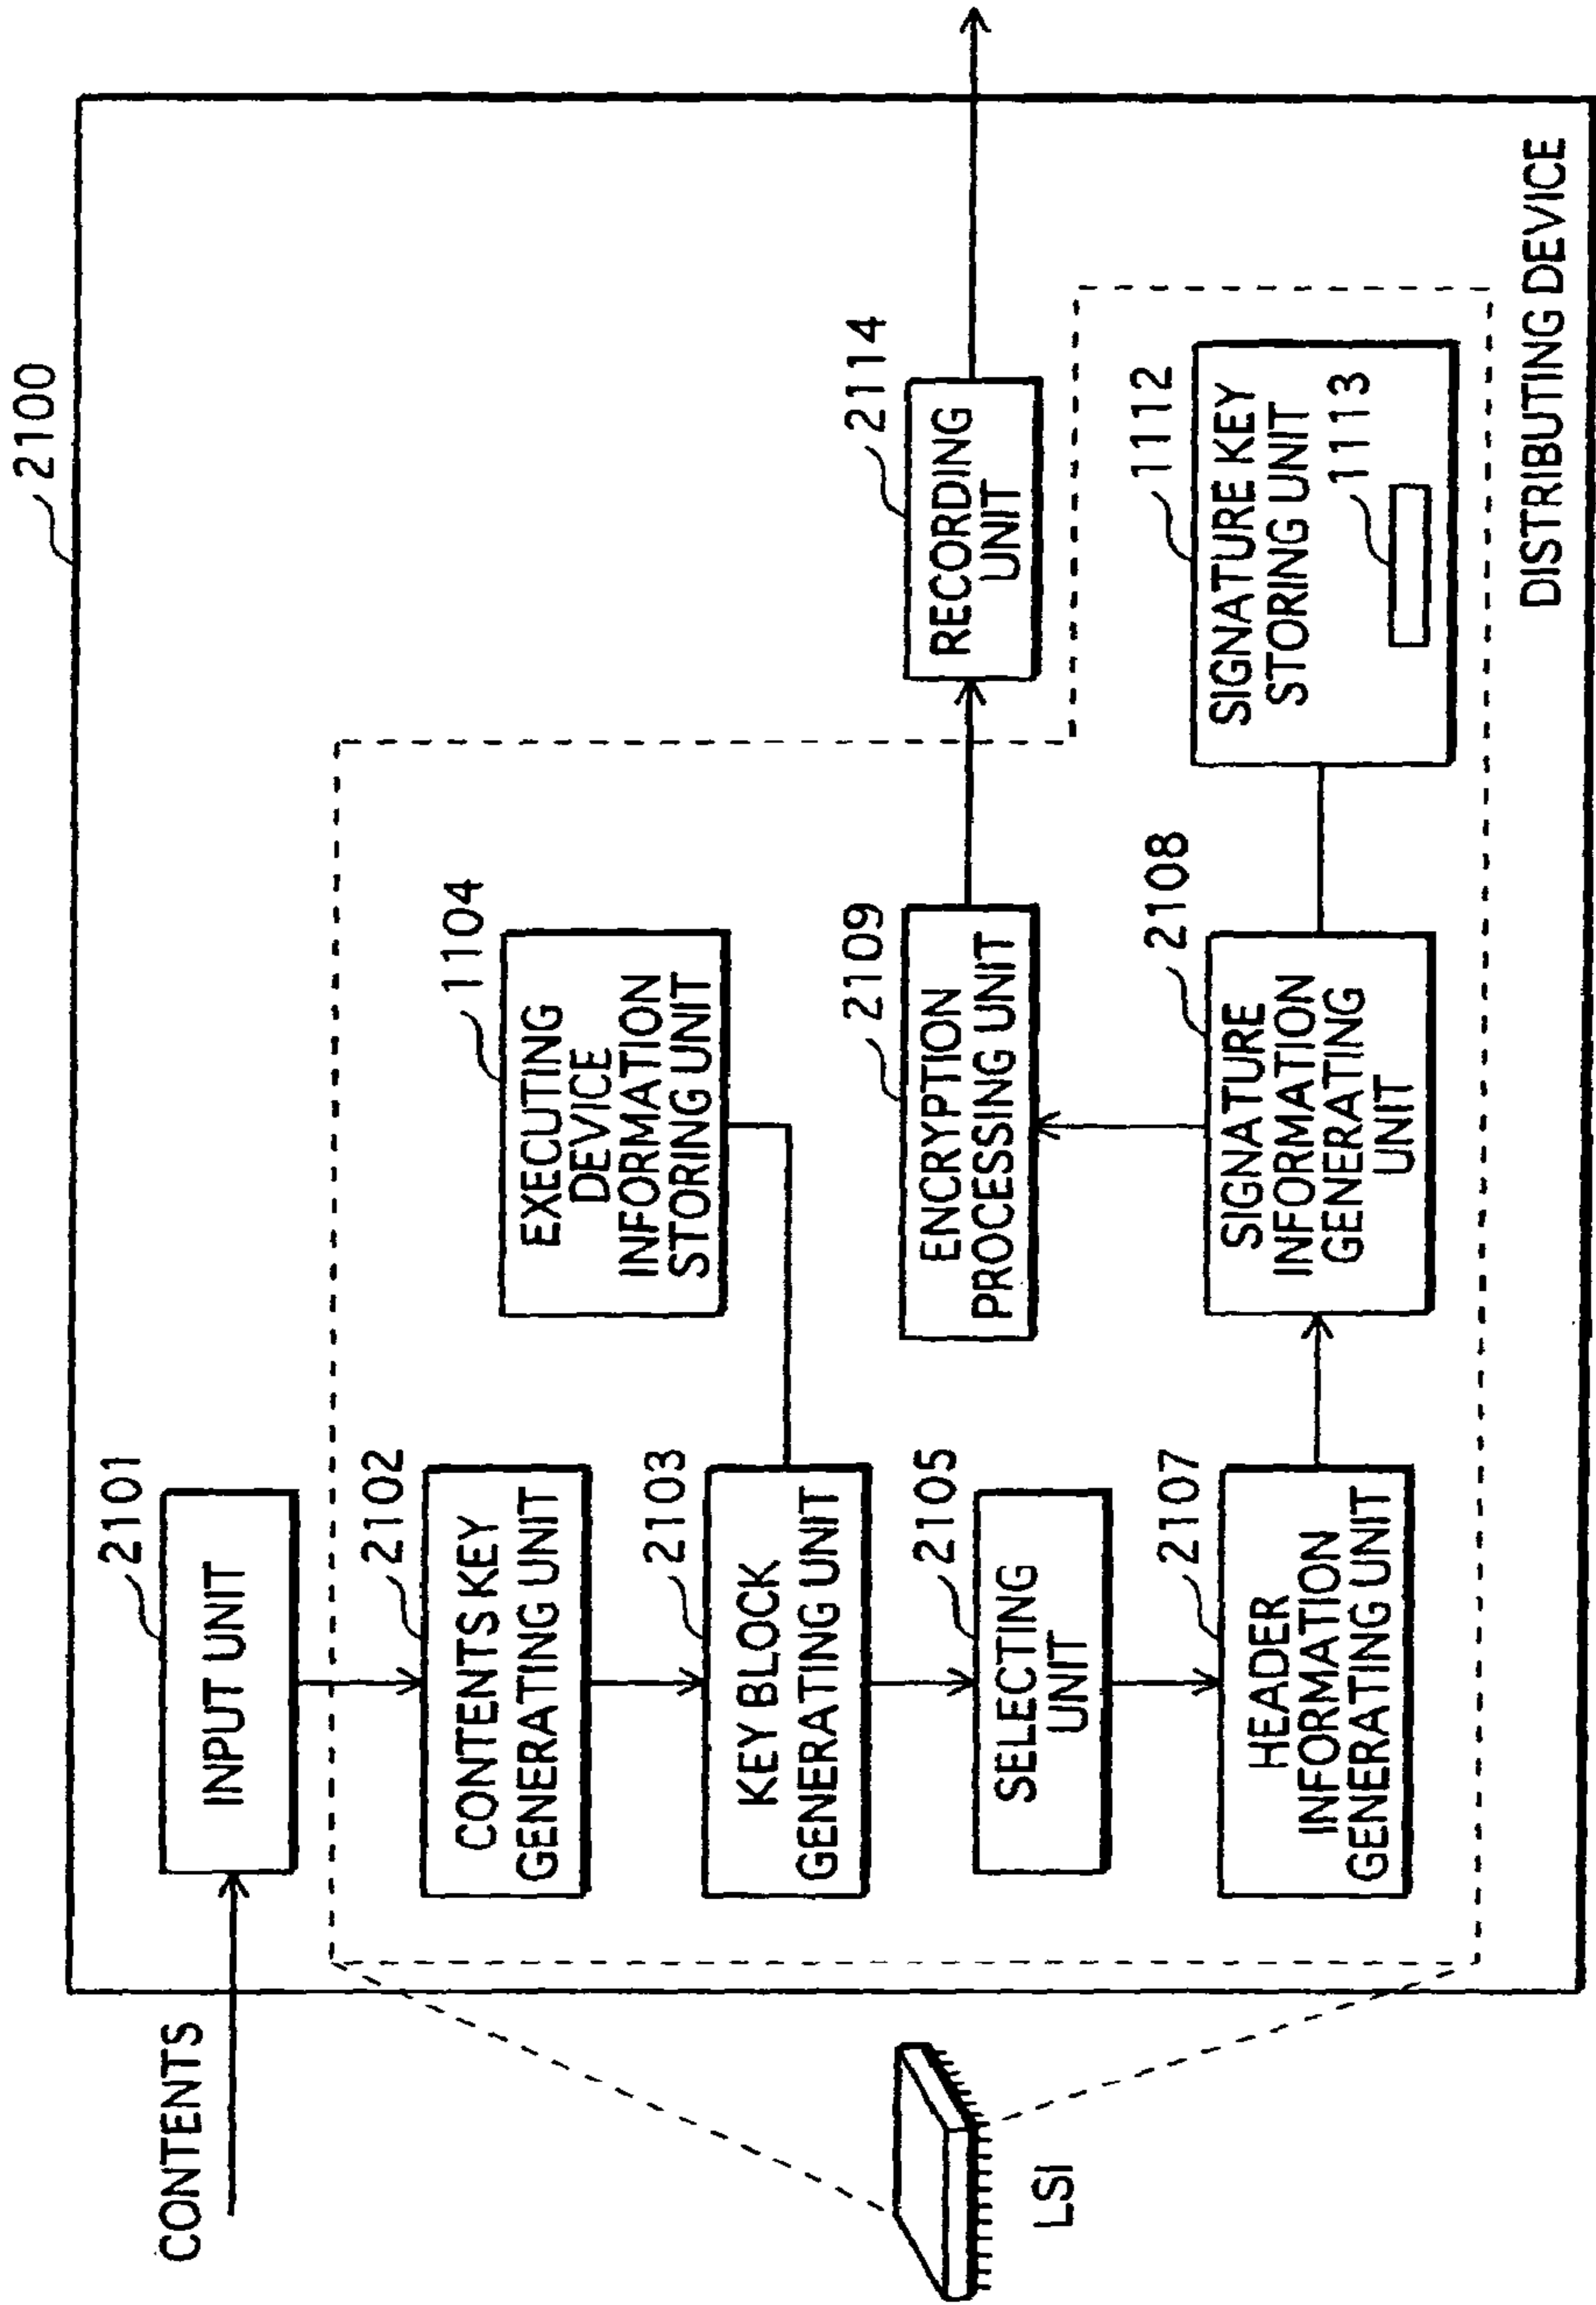 2100
CONTENTS
2101
INPUT UNIT
2102
CONTENTS KEY
GENERATING UNIT
1104
EXECUTING
DEVICE
INFORMATION
STORING UNIT
2103
KEY BLOCK
GENERATING UNIT
2105
SELECTING
UNIT
2109
ENCRYPTION
PROCESSING UNIT
2114
RECORDING
UNIT
LSI
2107
HEADER
INFORMATION
GENERATING UNIT
2108
SIGNATURE
INFORMATION
GENERATING
UNIT
1112
SIGNATURE KEY
STORING UNIT
1113
DISTRIBUTING DEVICE